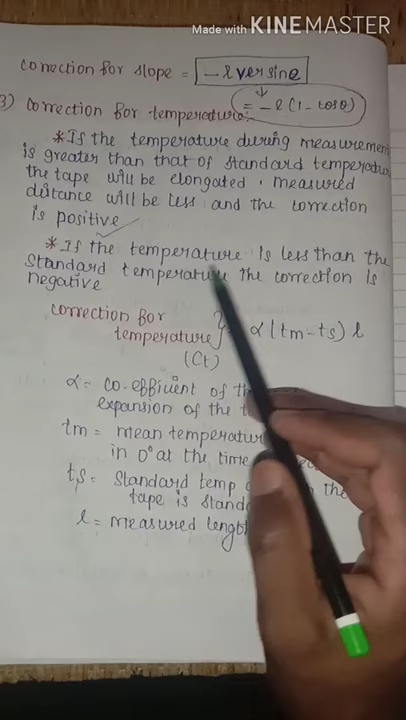 Made with KINEMASTER
correction for slope = - l versine
= - l (1 - cosθ)
3) Correction for temperature:-
* If the temperature during measuremen
is greater than that of standard temperatu
the tape will be elongated. measured
distance will be less and the correction
is positive
* If the temperature is less than the
standard temperature the correction is
negative
correction for
temperature } α (tm - ts) l
(Ct)
α = co-efficient of
expansion of the
tm = mean temperatur
in 0° at the time
ts = Standard temp the
tape is
l = measured length